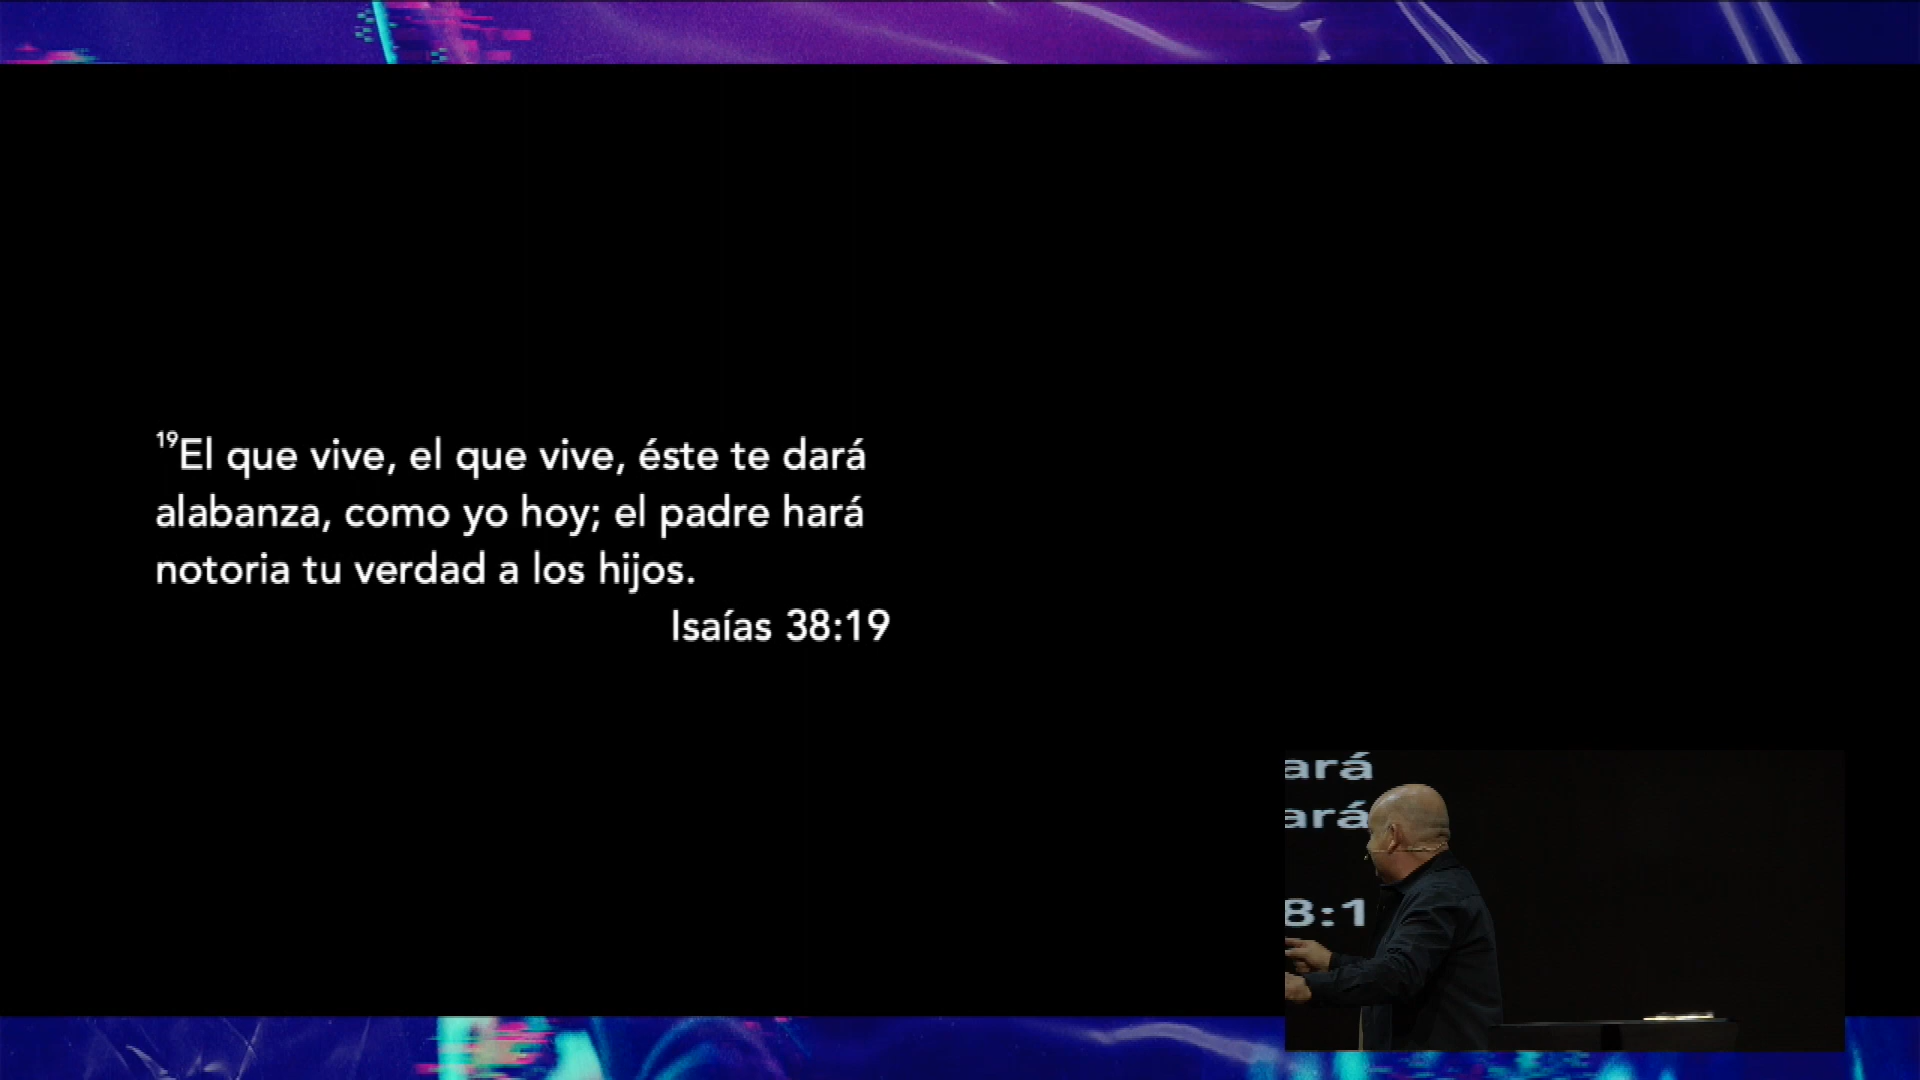 ¹⁹El que vive, el que vive, éste te dará
alabanza, como yo hoy; el padre hará
notoria tu verdad a los hijos.
Isaías 38:19
ará
ará
8:1